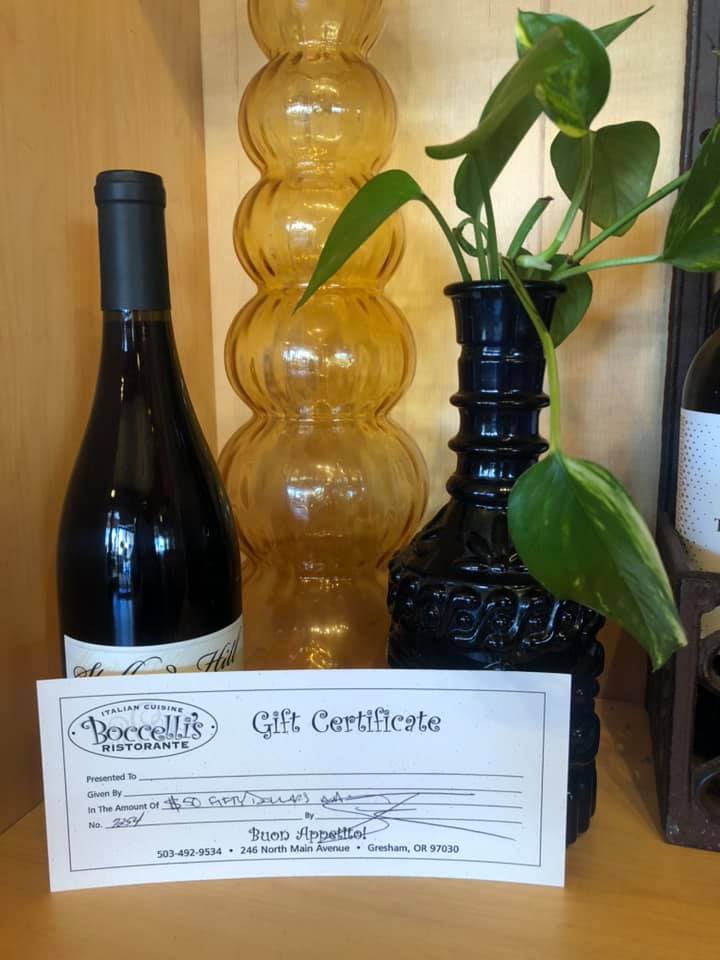 Hill
ITALIAN CUISINE
Boccelli's
RISTORANTE
Gift Certificate
Presented To
Given By
In The Amount Of $50 FIFTY DOLLARS
No. 2254
By
Buon Appetito!
503-492-9534 • 246 North Main Avenue • Gresham, OR 97030